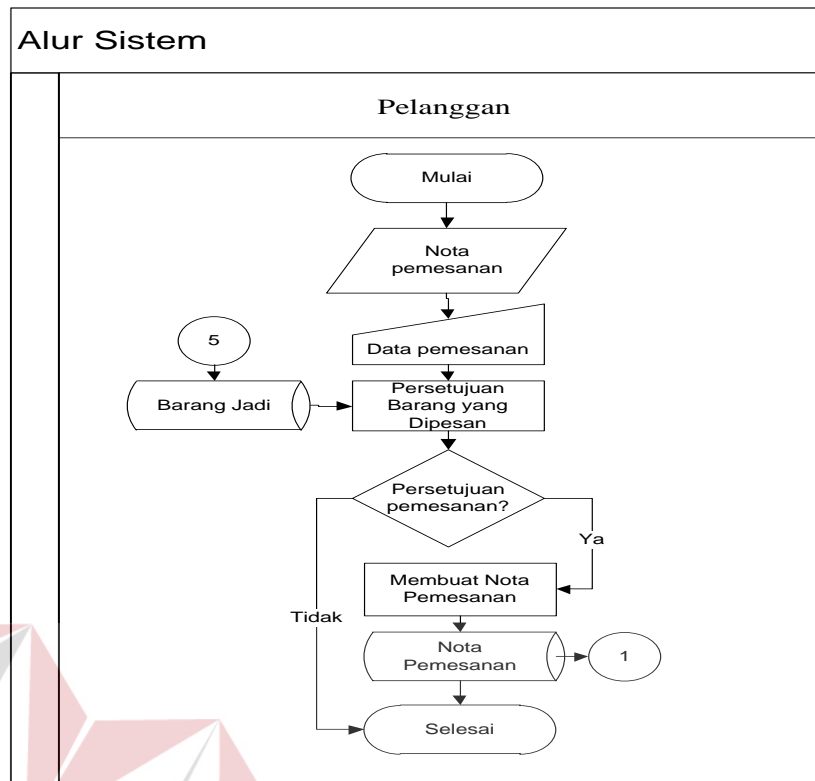 Alur Sistem
Pelanggan
Mulai
Nota
pemesanan
Data pemesanan
5
Barang Jadi
Persetujuan
Barang yang
Dipesan
Persetujuan
pemesanan?
Ya
Membuat Nota
Pemesanan
Tidak
Nota
Pemesanan
1
Selesai